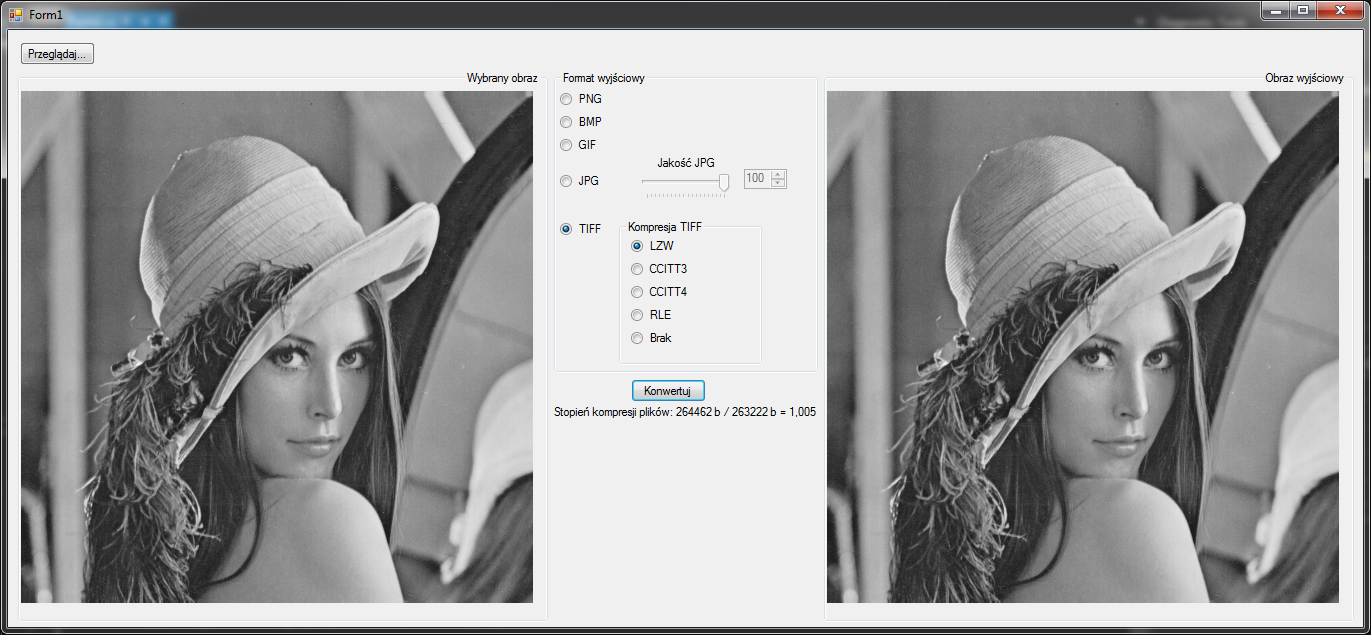 Form1
Przeglądaj...
Wybrany obraz
Format wyjściowy
PNG
BMP
GIF
Jakość JPG
JPG
100
TIFF
Kompresja TIFF
LZW
CCITT3
CCITT4
RLE
Brak
Konwertuj
Stopień kompresji plików: 264462 b / 263222 b = 1,005
Obraz wyjściowy